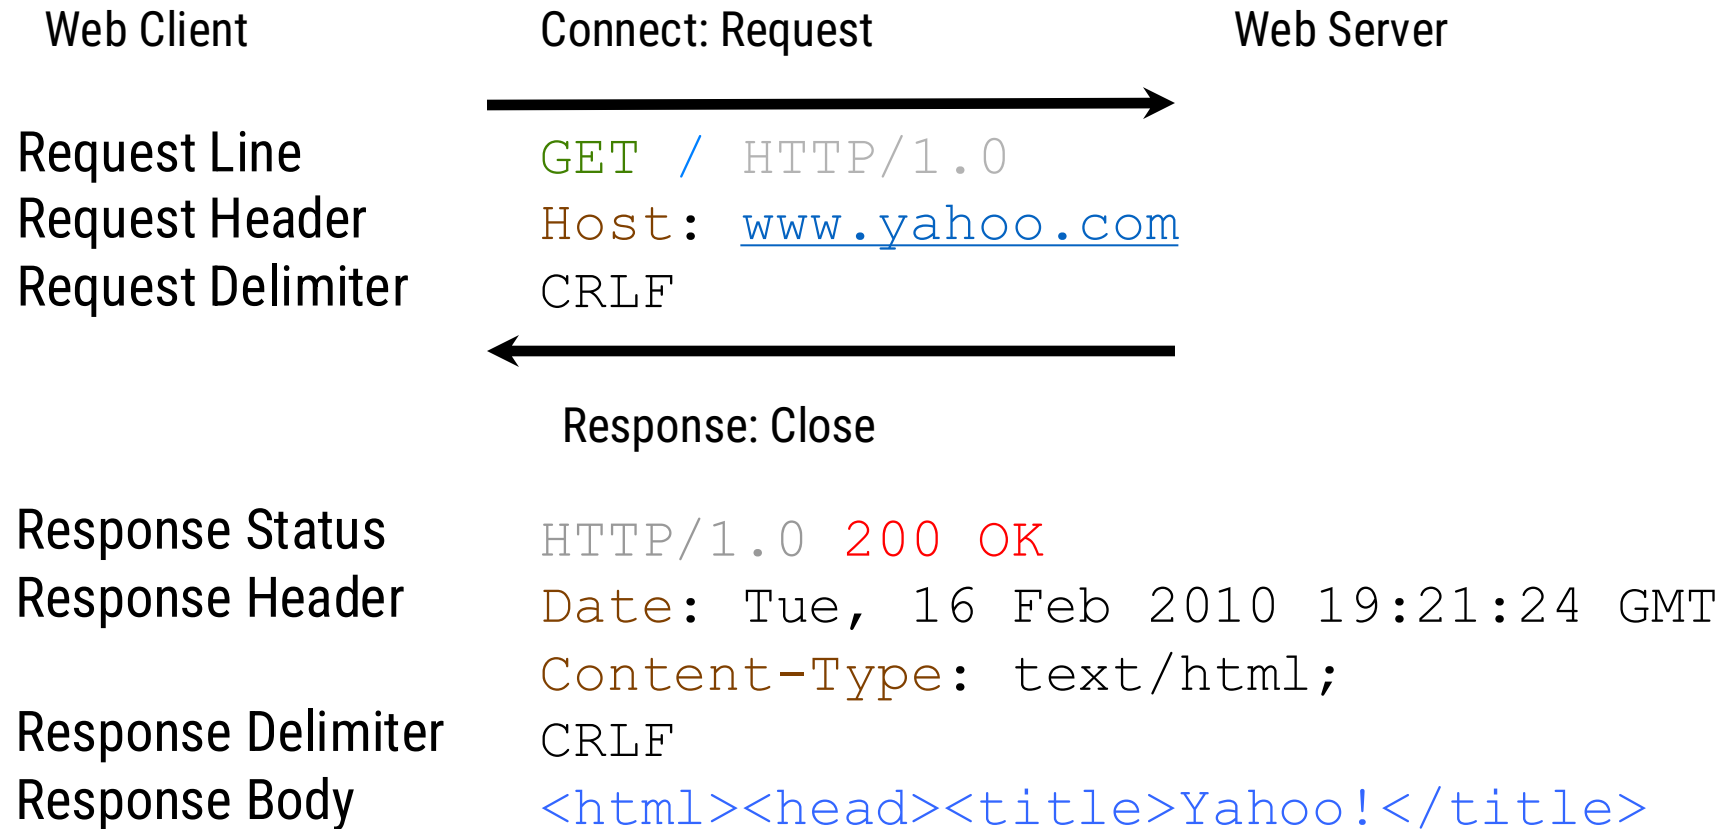 Web Client Connect: Request Web Server
Request Line GET / HTTP/1.0
Request Header Host: www.yahoo.com
Request Delimiter CRLF
Response: Close
Response Status HTTP/1.0 200 OK
Response Header Date: Tue, 16 Feb 2010 19:21:24 GMT
Content-Type: text/html;
Response Delimiter CRLF
Response Body <html><head><title>Yahoo!</title>